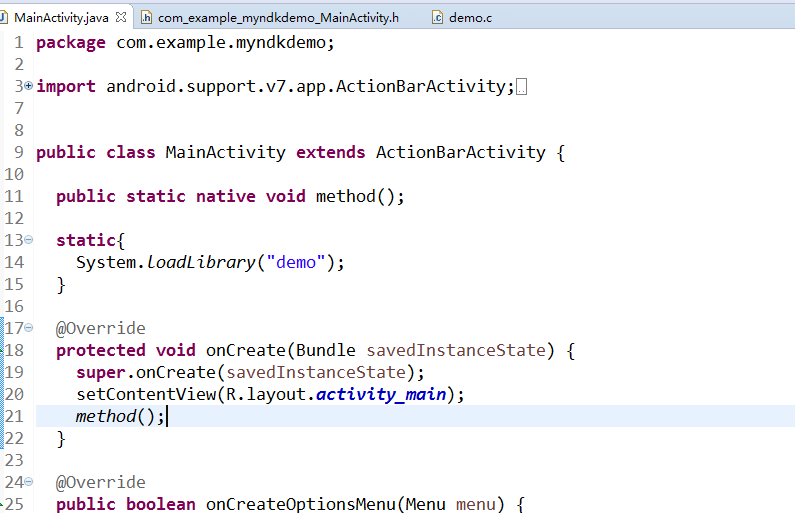 MainActivity.java com_example_myndkdemo_MainActivity.h demo.c
1 package com.example.myndkdemo;
2
3 import android.support.v7.app.ActionBarActivity;
7
8
9 public class MainActivity extends ActionBarActivity {
10
11 public static native void method();
12
13 static{
14 System.loadLibrary("demo");
15 }
16
17 @Override
18 protected void onCreate(Bundle savedInstanceState) {
19 super.onCreate(savedInstanceState);
20 setContentView(R.layout.activity_main);
21 method();
22 }
23
24 @Override
25 public boolean onCreateOptionsMenu(Menu menu) {